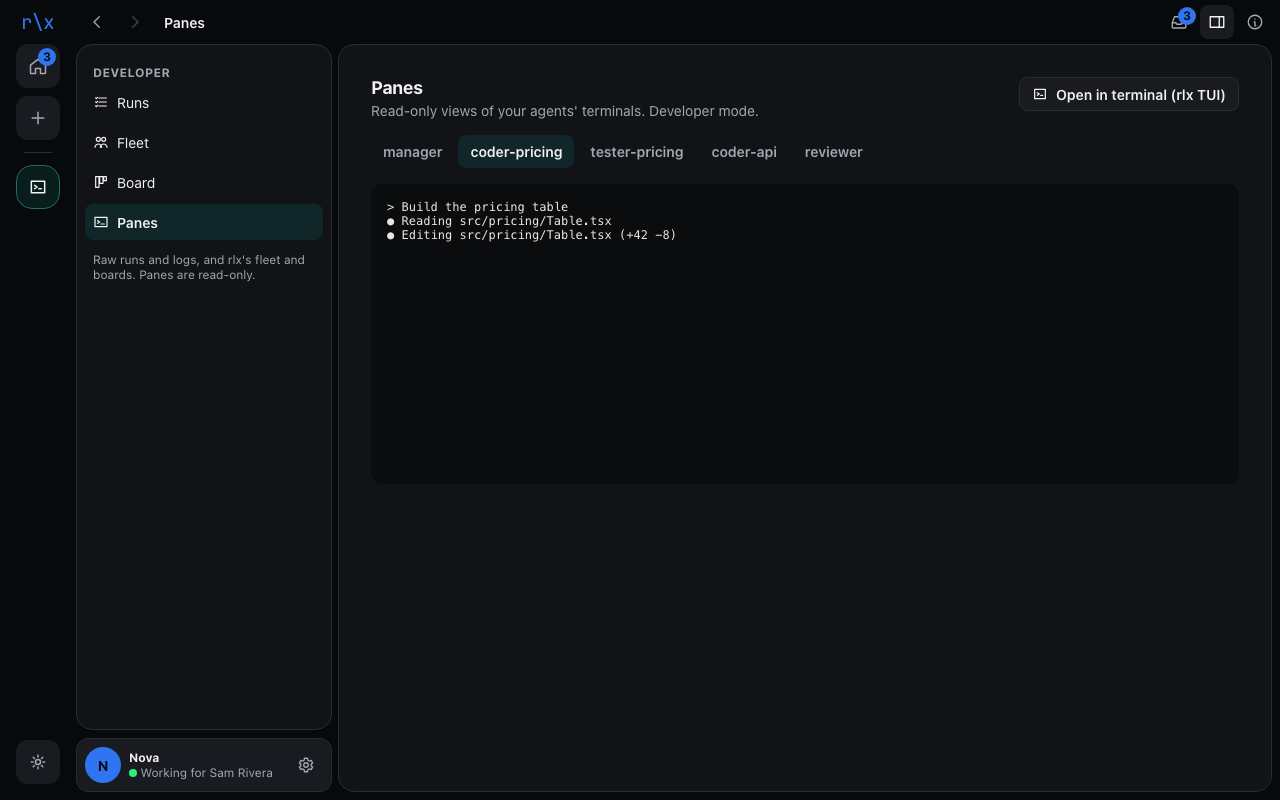 r\x
Panes
3
3
DEVELOPER
Runs
Fleet
Board
Panes
Raw runs and logs, and rlx's fleet and
boards. Panes are read-only.
Panes
Read-only views of your agents' terminals. Developer mode.
Open in terminal (rlx TUI)
manager coder-pricing tester-pricing coder-api reviewer
> Build the pricing table
● Reading src/pricing/Table.tsx
● Editing src/pricing/Table.tsx (+42 −8)
N
Nova
Working for Sam Rivera